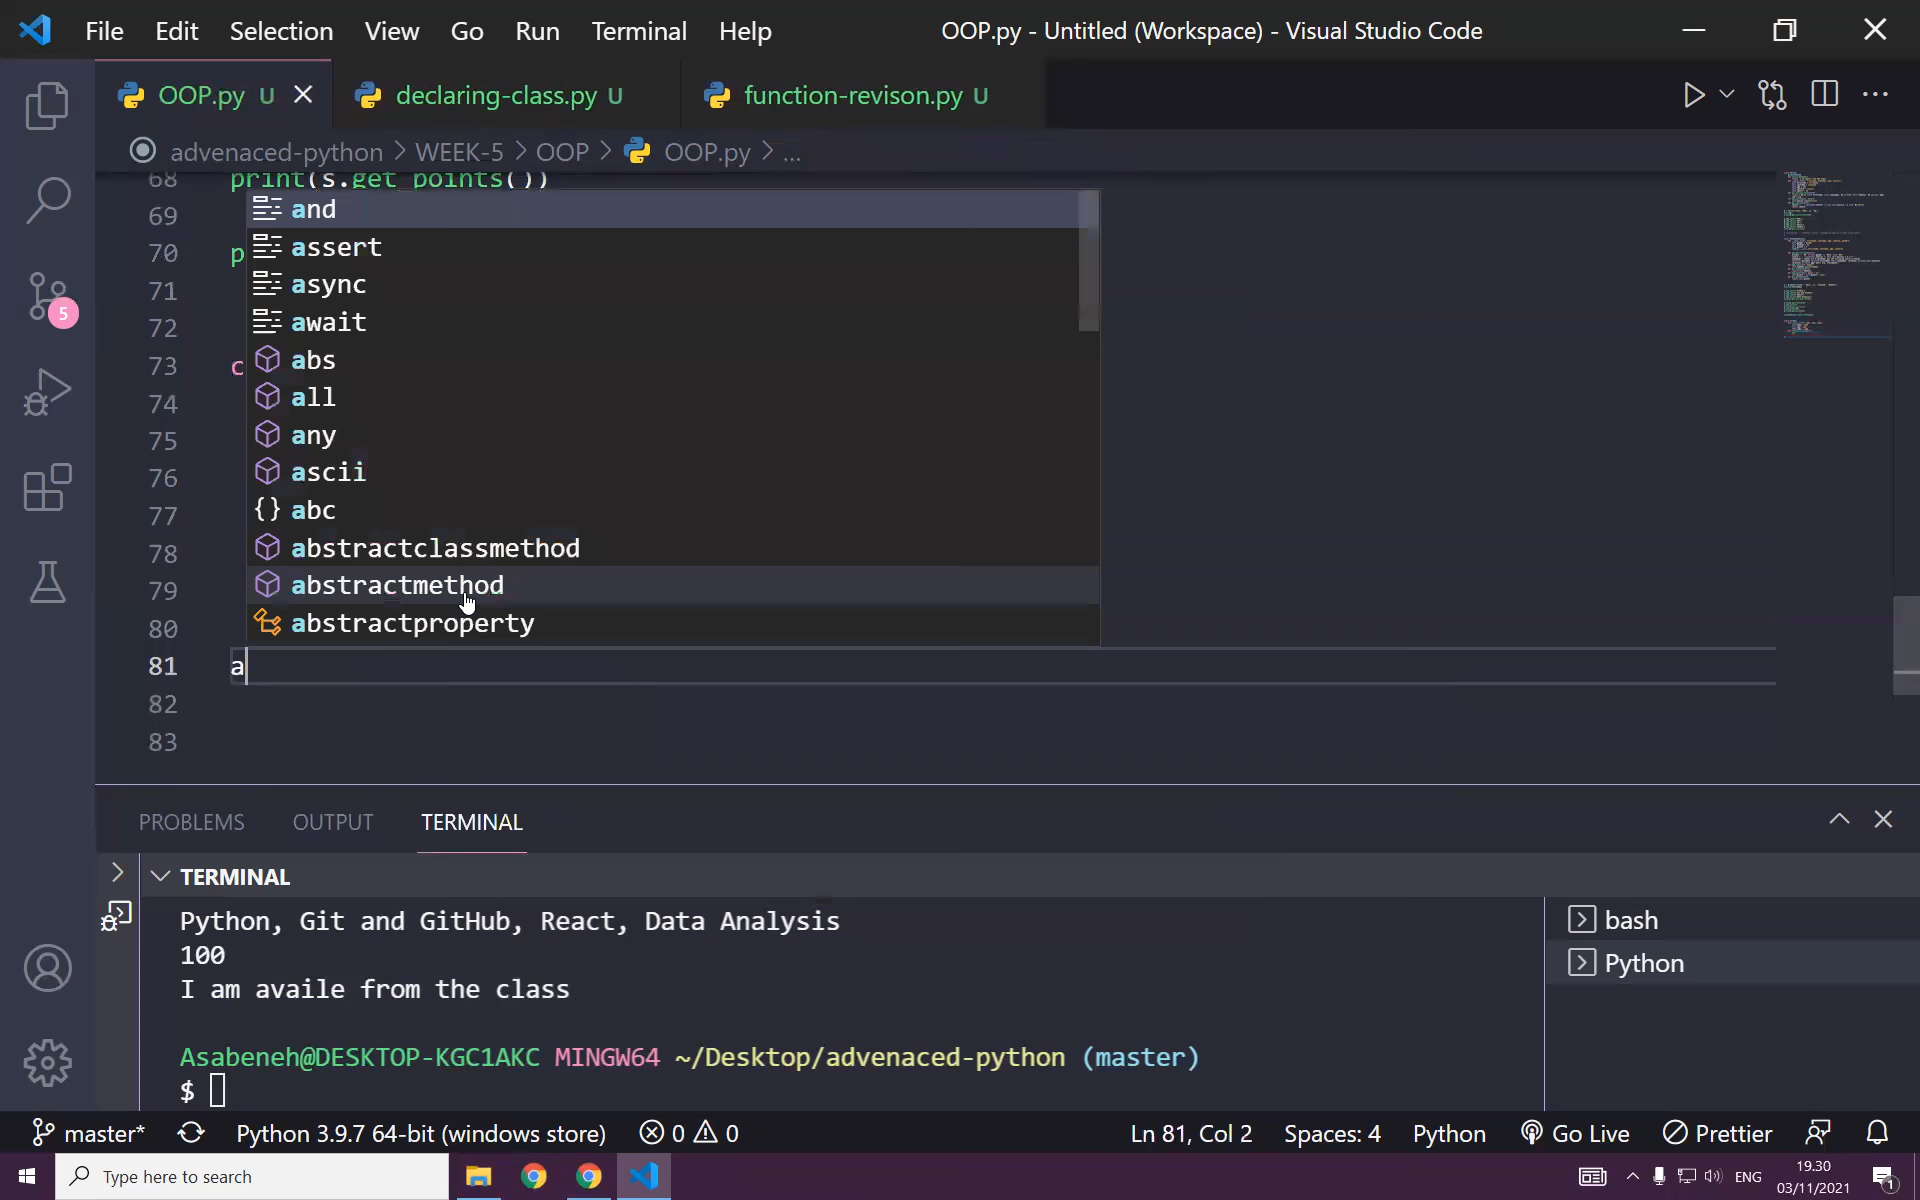 File Edit Selection View Go Run Terminal Help OOP.py - Untitled (Workspace) - Visual Studio Code
OOP.py U declaring-class.py U function-revison.py U
advenaced-python > WEEK-5 > OOP > OOP.py > ...
68 print(s.get_points())
and
69 assert
70 p async
71 await
72 abs
73 c all
74 any
75 ascii
76 abc
77 abstractclassmethod
78 abstractmethod
79 abstractproperty
80
81 a
82
83
PROBLEMS OUTPUT TERMINAL
TERMINAL
Python, Git and GitHub, React, Data Analysis
100
I am availe from the class
Asabeneh@DESKTOP-KGC1AKC MINGW64 ~/Desktop/advenaced-python (master)
$
bash
Python
5
master* Python 3.9.7 64-bit (windows store) 0 0 Ln 81, Col 2 Spaces: 4 Python Go Live Prettier
Type here to search ENG 19.30
03/11/2021 1